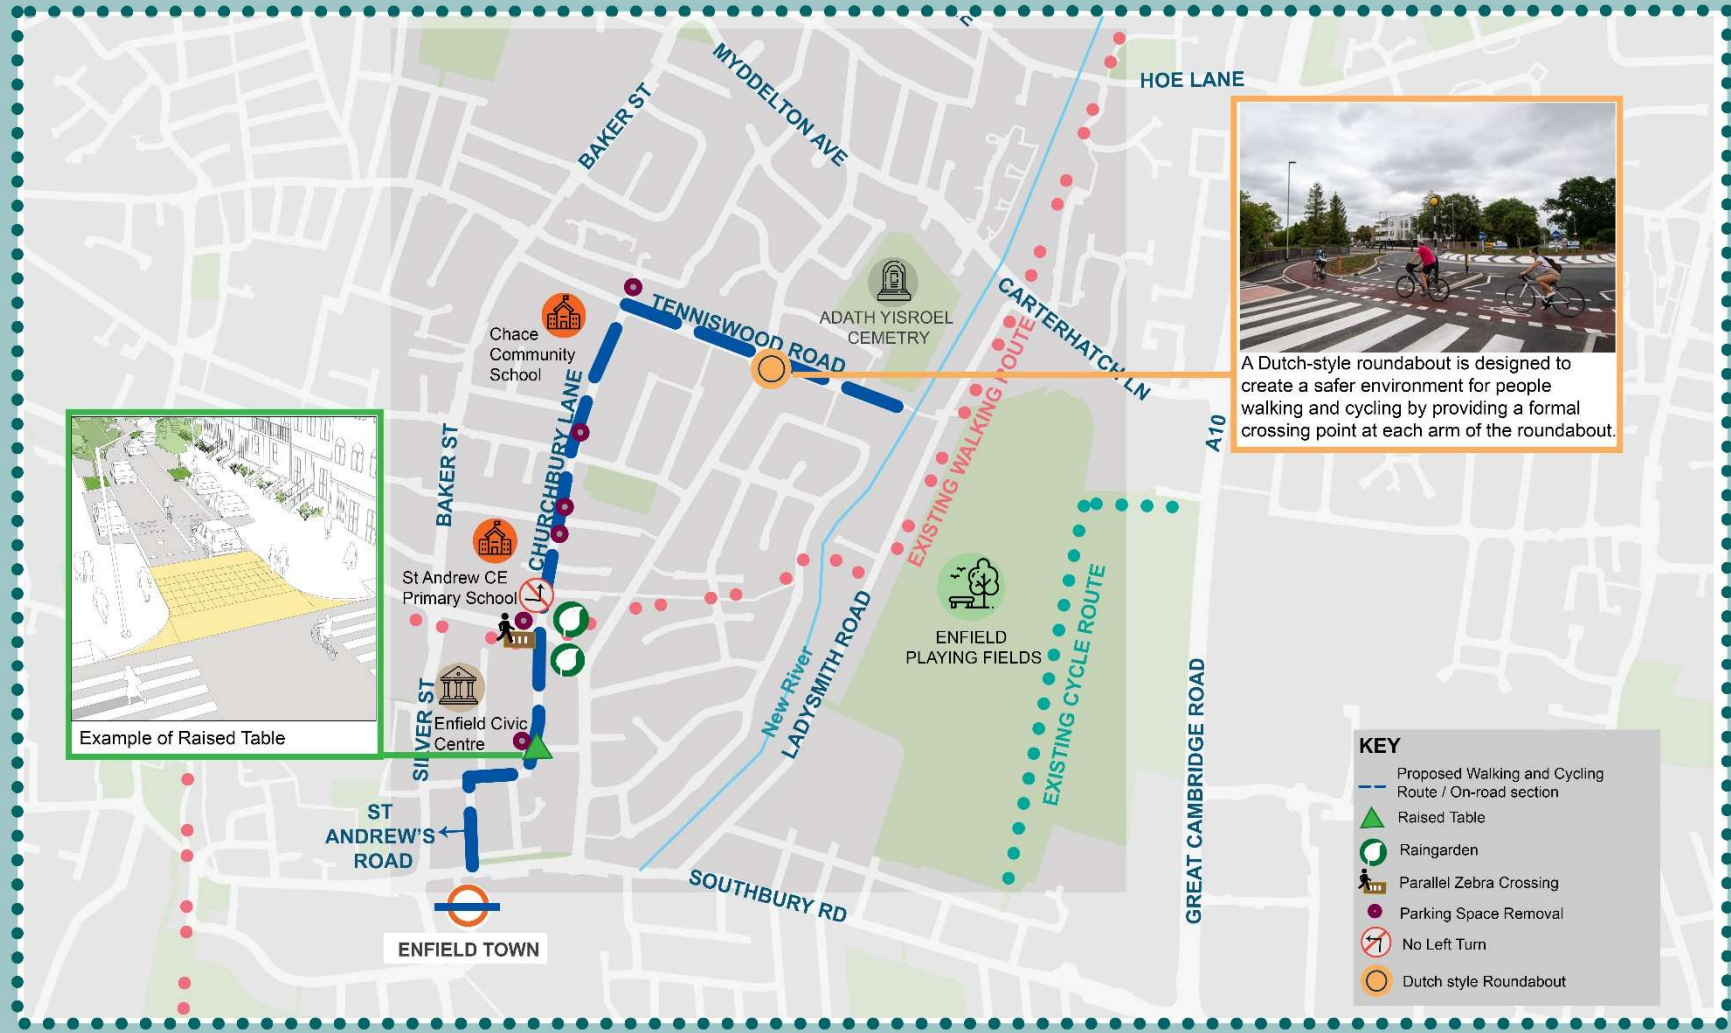 MYDDELTON AVE
HOE LANE
BAKER ST
CARTERHATCH LN
TENNISWOOD ROAD
ADATH YISROEL
CEMETRY
Chace
Community
School
CHURCHBURY LANE
BAKER ST
EXISTING WALKING ROUTE
A10
A Dutch-style roundabout is designed to
create a safer environment for people
walking and cycling by providing a formal
crossing point at each arm of the roundabout.
St Andrew CE
Primary School
ENFIELD
PLAYING FIELDS
EXISTING CYCLE ROUTE
New River
LADYSMITH ROAD
SILVER ST
Enfield Civic
Centre
Example of Raised Table
GREAT CAMBRIDGE ROAD
ST
ANDREW'S
ROAD
SOUTHBURY RD
ENFIELD TOWN
KEY
Proposed Walking and Cycling
Route / On-road section
Raised Table
Raingarden
Parallel Zebra Crossing
Parking Space Removal
No Left Turn
Dutch style Roundabout